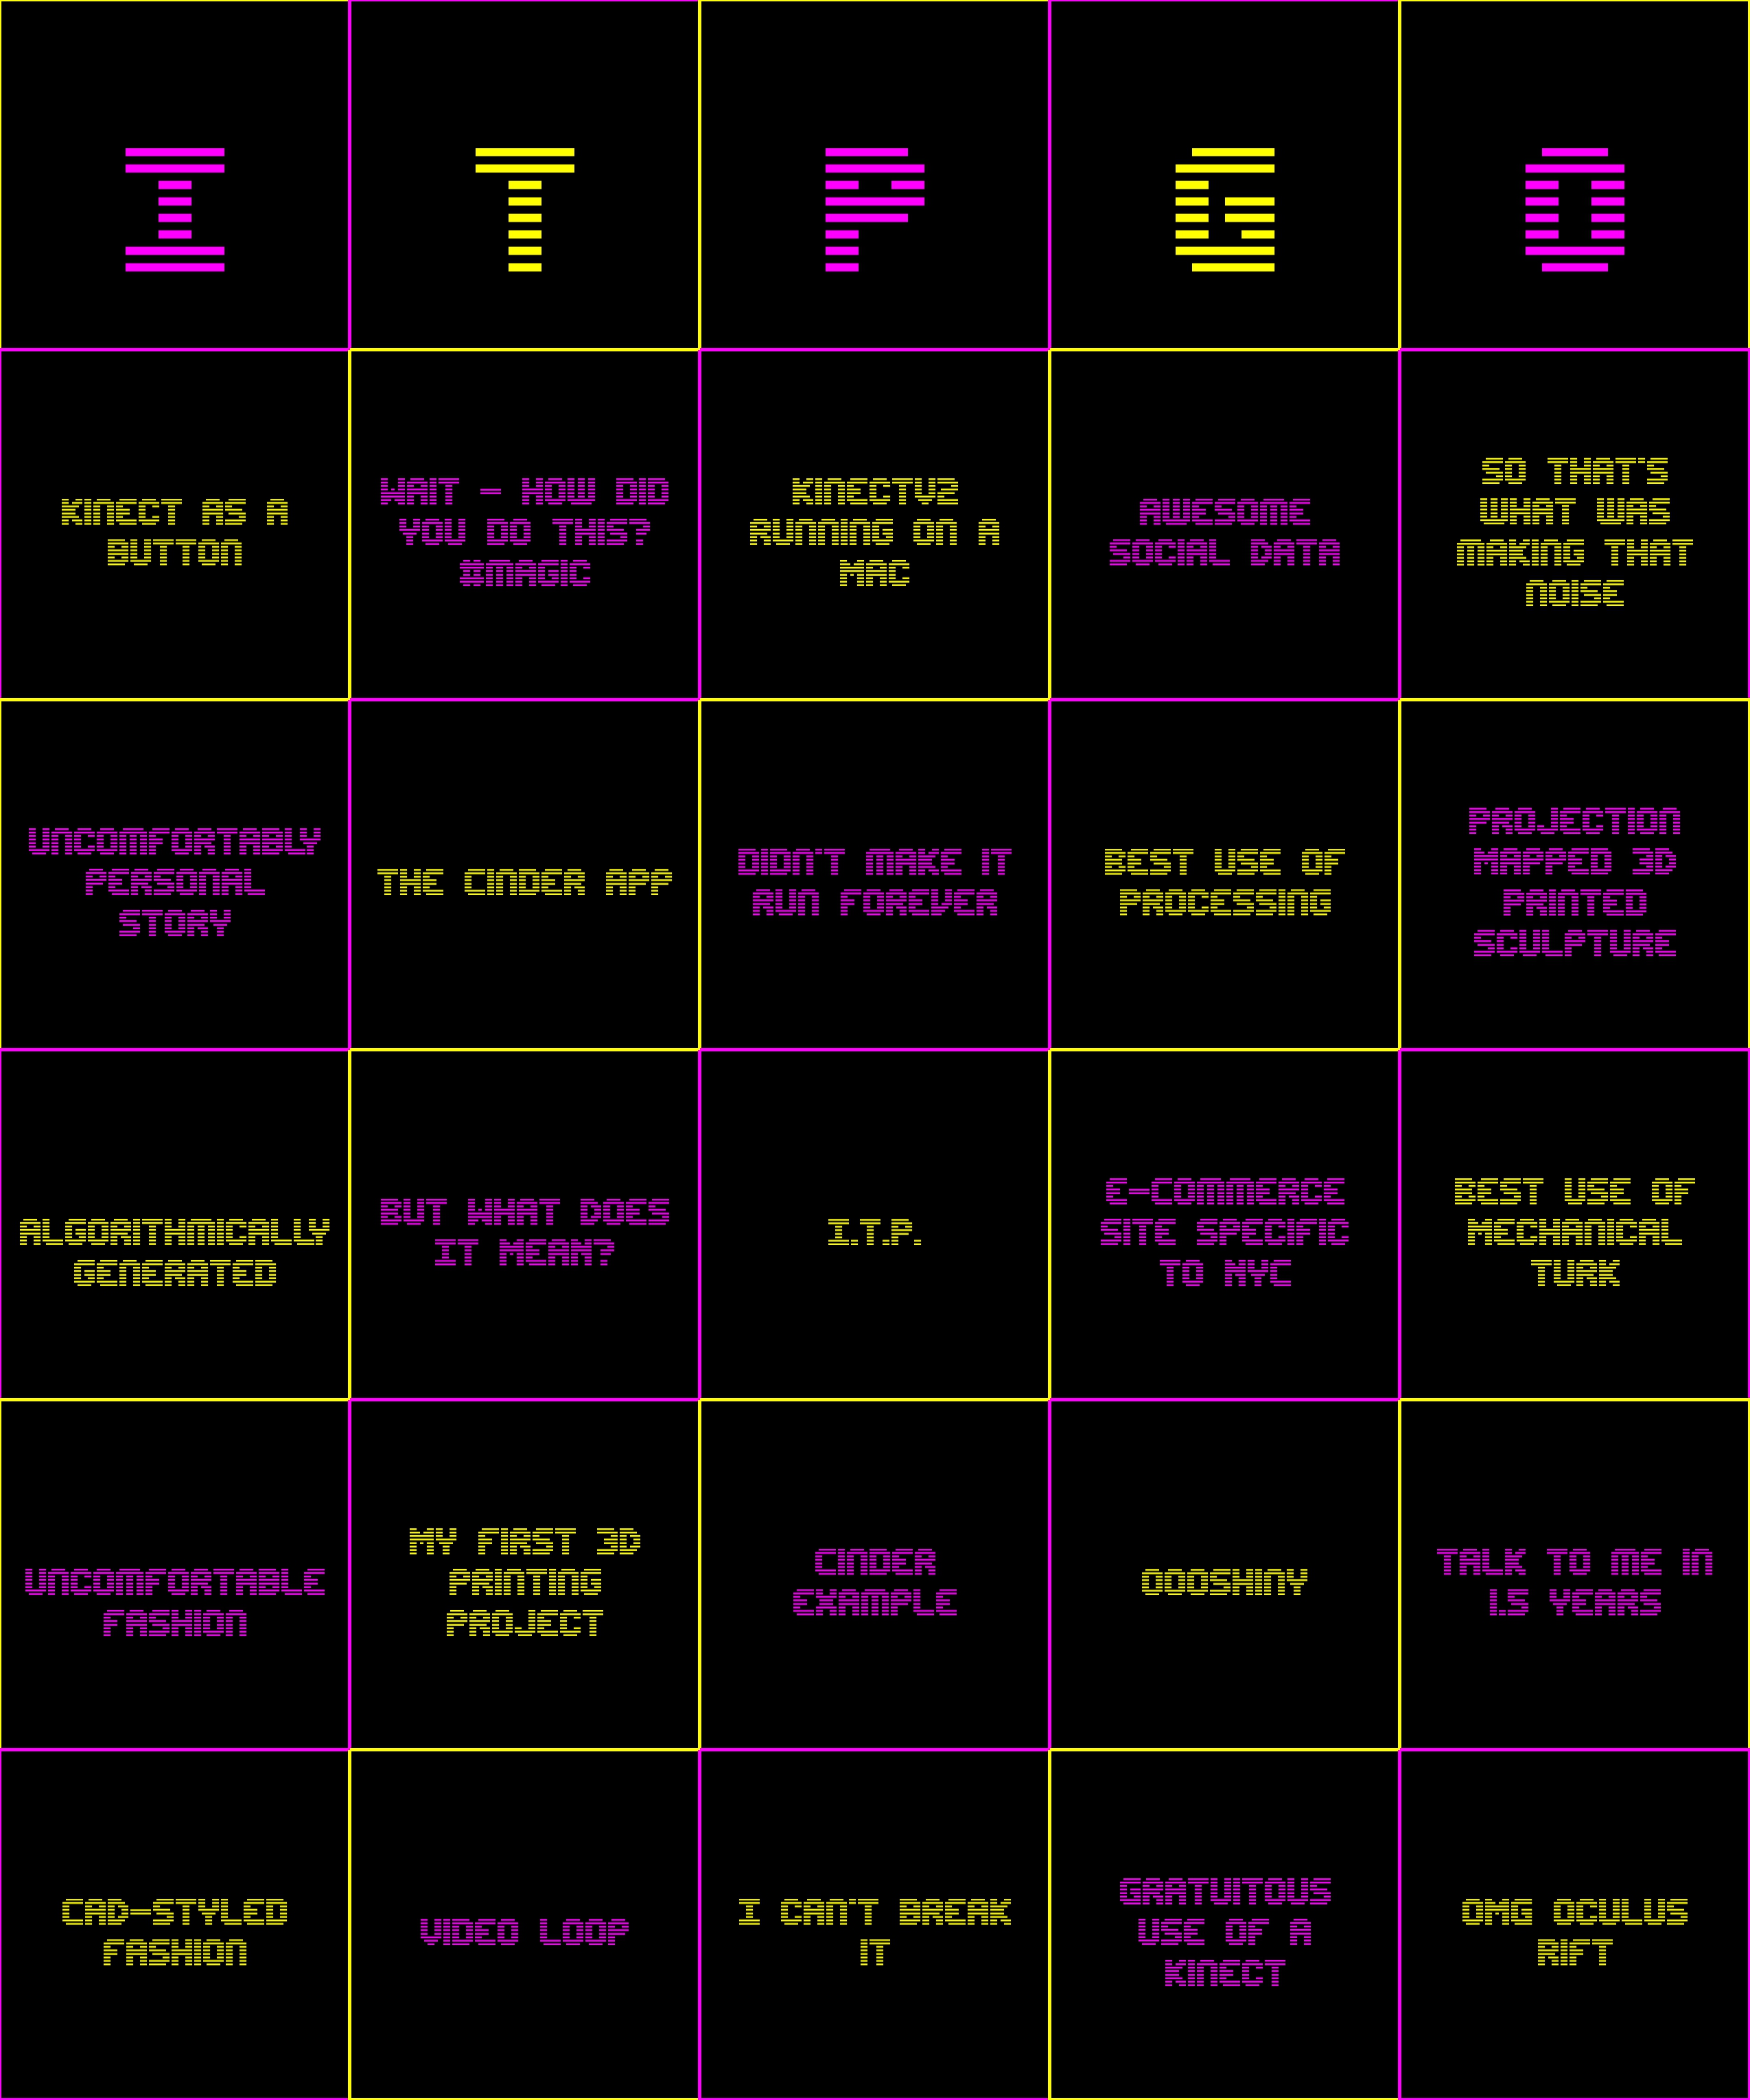 I T P G O
KINECT AS A
BUTTON
WAIT - HOW DID
YOU DO THIS?
#MAGIC
KINECTV2
RUNNING ON A
MAC
AWESOME
SOCIAL DATA
SO THAT'S
WHAT WAS
MAKING THAT
NOISE
UNCOMFORTABLY
PERSONAL
STORY
THE CINDER APP
DIDN'T MAKE IT
RUN FOREVER
BEST USE OF
PROCESSING
PROJECTION
MAPPED 3D
PRINTED
SCULPTURE
ALGORITHMICALLY
GENERATED
BUT WHAT DOES
IT MEAN?
I.T.P.
E-COMMERCE
SITE SPECIFIC
TO NYC
BEST USE OF
MECHANICAL
TURK
UNCOMFORTABLE
FASHION
MY FIRST 3D
PRINTING
PROJECT
CINDER
EXAMPLE
OOOSHINY
TALK TO ME IN
1.5 YEARS
CAD-STYLED
FASHION
VIDEO LOOP
I CAN'T BREAK
IT
GRATUITOUS
USE OF A
KINECT
OMG OCULUS
RIFT